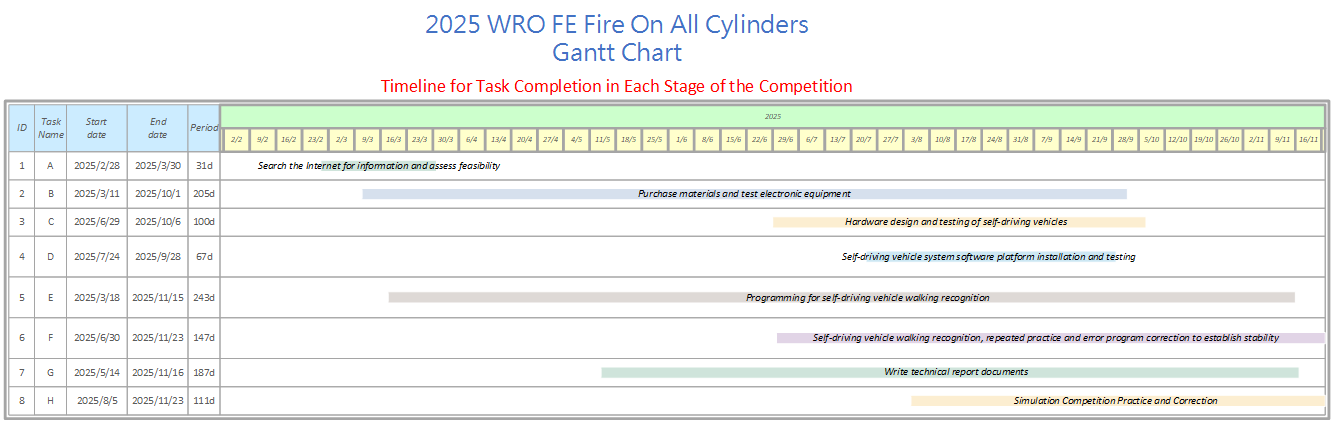 2025 WRO FE Fire On All Cylinders
Gantt Chart
Timeline for Task Completion in Each Stage of the Competition
ID Task Name Start date End date Period 2025
2/2 9/2 16/2 23/2 2/3 9/3 16/3 23/3 30/3 6/4 13/4 20/4 27/4 4/5 11/5 18/5 25/5 1/6 8/6 15/6 22/6 29/6 6/7 13/7 20/7 27/7 3/8 10/8 17/8 24/8 31/8 7/9 14/9 21/9 28/9 5/10 12/10 19/10 26/10 2/11 9/11 16/11
1 A 2025/2/28 2025/3/30 31d Search the Internet for information and assess feasibility
2 B 2025/3/11 2025/10/1 205d Purchase materials and test electronic equipment
3 C 2025/6/29 2025/10/6 100d Hardware design and testing of self-driving vehicles
4 D 2025/7/24 2025/9/28 67d Self-driving vehicle system software platform installation and testing
5 E 2025/3/18 2025/11/15 243d Programming for self-driving vehicle walking recognition
6 F 2025/6/30 2025/11/23 147d Self-driving vehicle walking recognition, repeated practice and error program correction to establish stability
7 G 2025/5/14 2025/11/16 187d Write technical report documents
8 H 2025/8/5 2025/11/23 111d Simulation Competition Practice and Correction